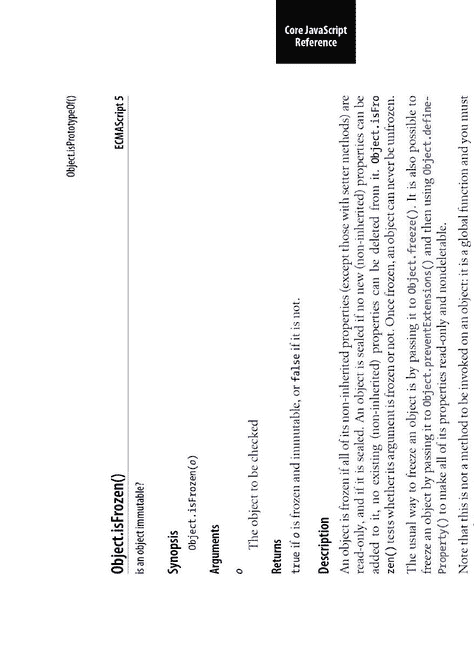 Core JavaScript
Reference
Object.isPrototypeOf()
Object.isFrozen() ECMAScript 5
is an object immutable?
Synopsis
Object.isFrozen(o)
Arguments
o
The object to be checked
Returns
true if o is frozen and immutable, or false if it is not.
Description
An object is frozen if all of its non-inherited properties (except those with setter methods) are
read-only, and if it is sealed. An object is sealed if no new (non-inherited) properties can be
added to it, no existing (non-inherited) properties can be deleted from it. Object.isFro
zen() tests whether its argument is frozen or not. Once frozen, an object can never be unfrozen.
The usual way to freeze an object is by passing it to Object.freeze(). It is also possible to
freeze an object by passing it to Object.preventExtensions() and then using Object.define-
Property() to make all of its properties read-only and nondeletable.
Note that this is not a method to be invoked on an object: it is a global function and you must